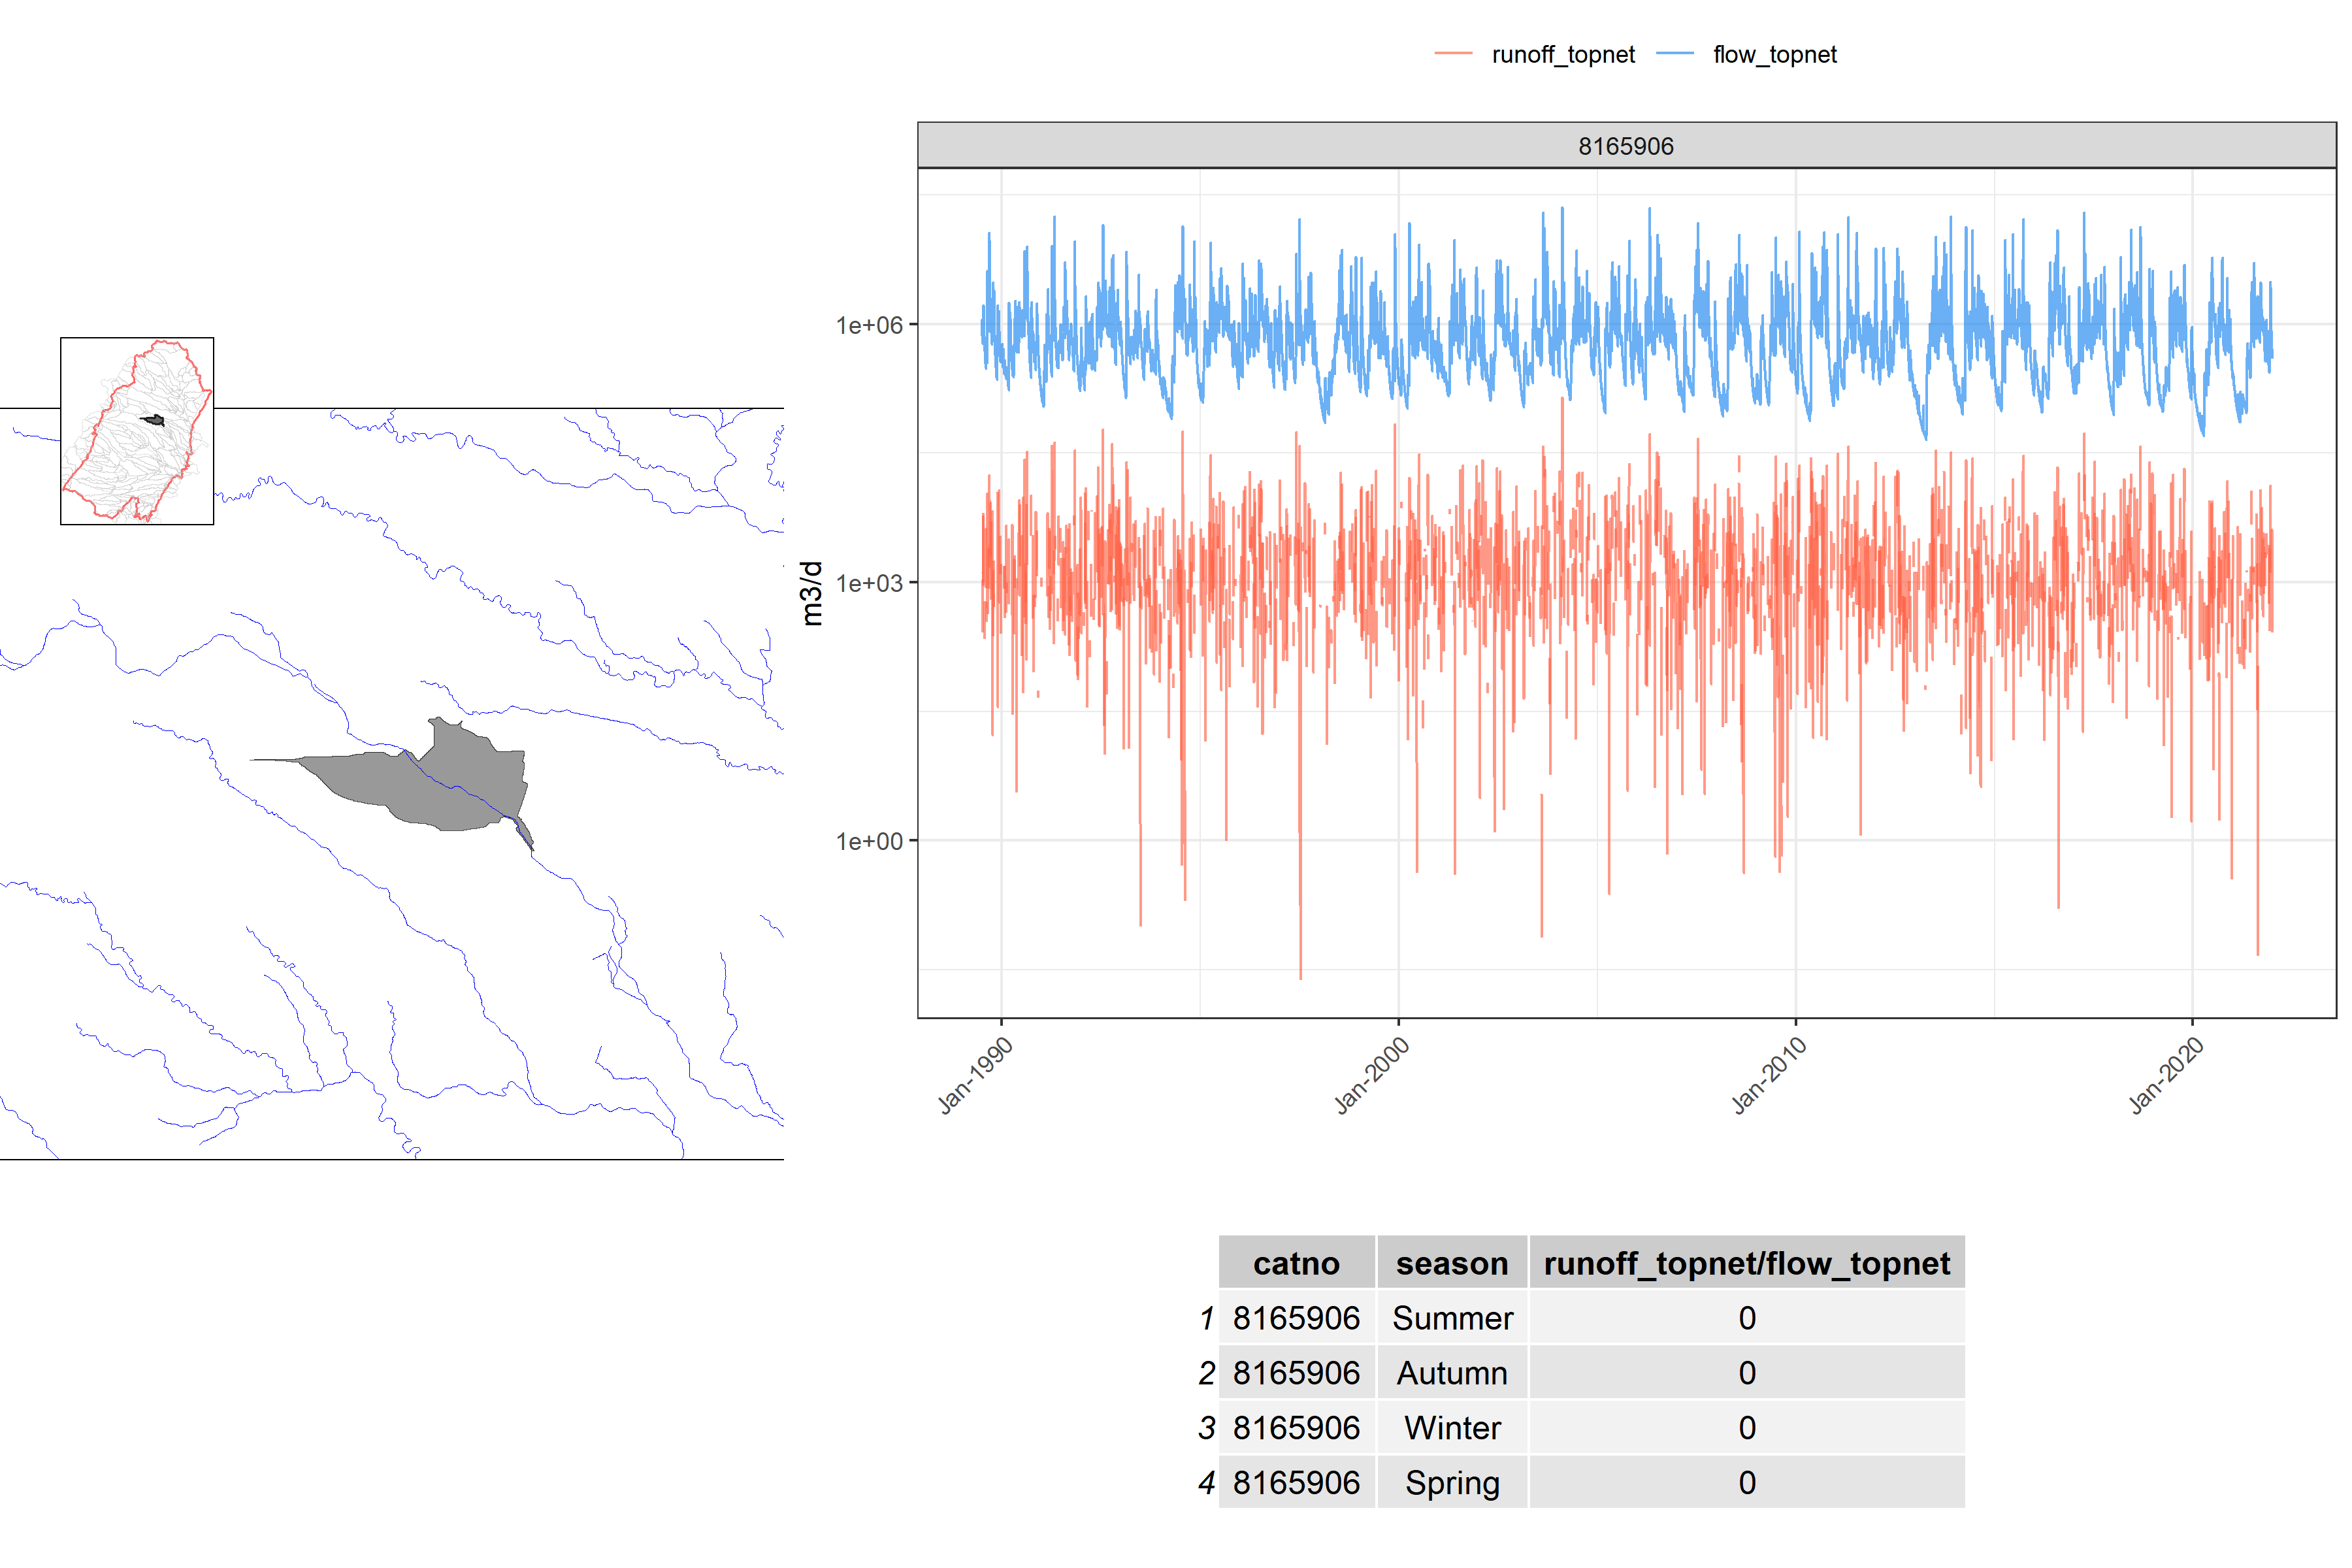 runoff_topnet flow_topnet
8165906
m3/d
1e+06
1e+03
1e+00
Jan-1990 Jan-2000 Jan-2010 Jan-2020
catno season runoff_topnet/flow_topnet
1 8165906 Summer 0
2 8165906 Autumn 0
3 8165906 Winter 0
4 8165906 Spring 0